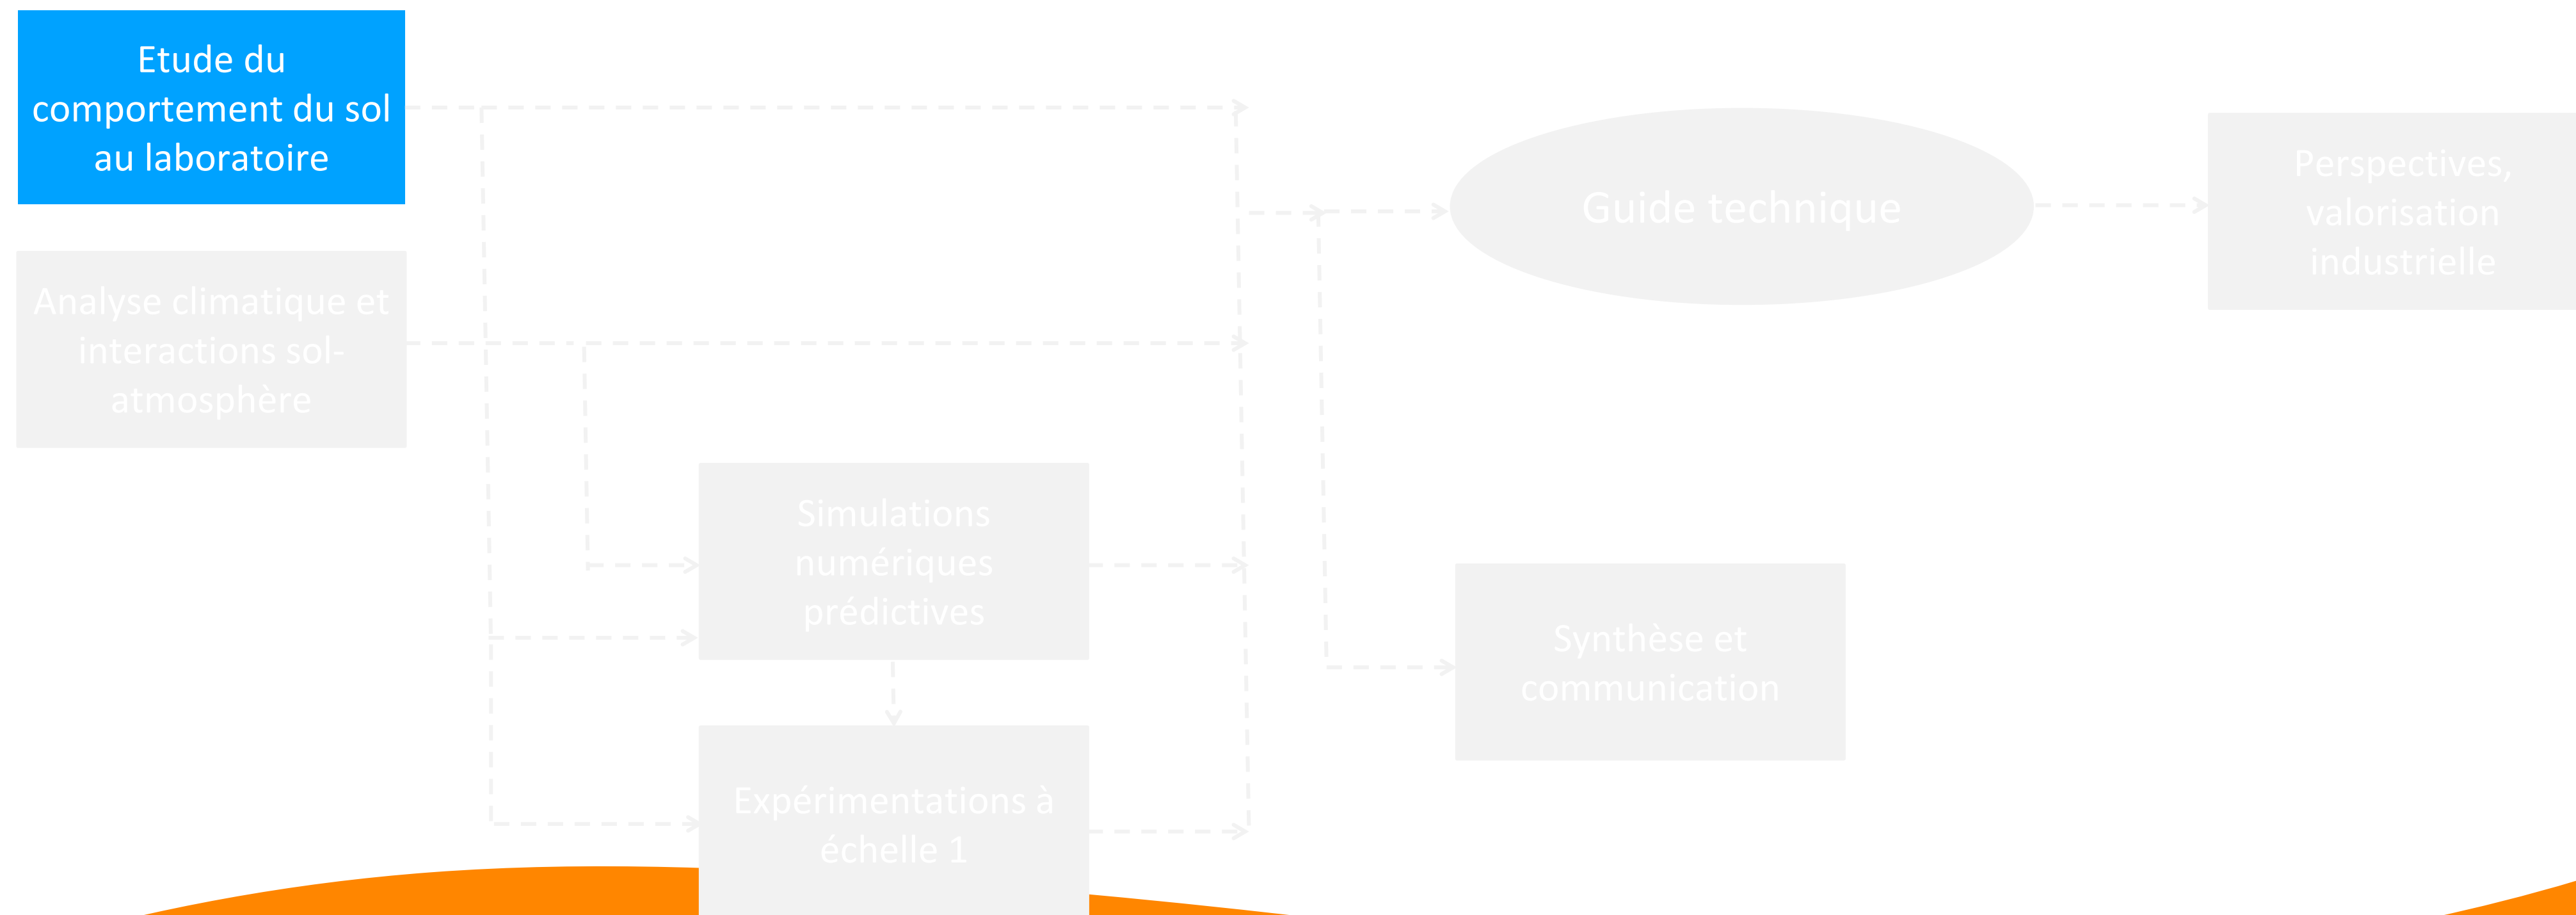 Etude du
comportement du sol
au laboratoire
Analyse climatique et
interactions sol-
atmosphère
Simulations
numériques
prédictives
Expérimentations à
échelle 1
Guide technique
Synthèse et
communication
Perspectives,
valorisation
industrielle